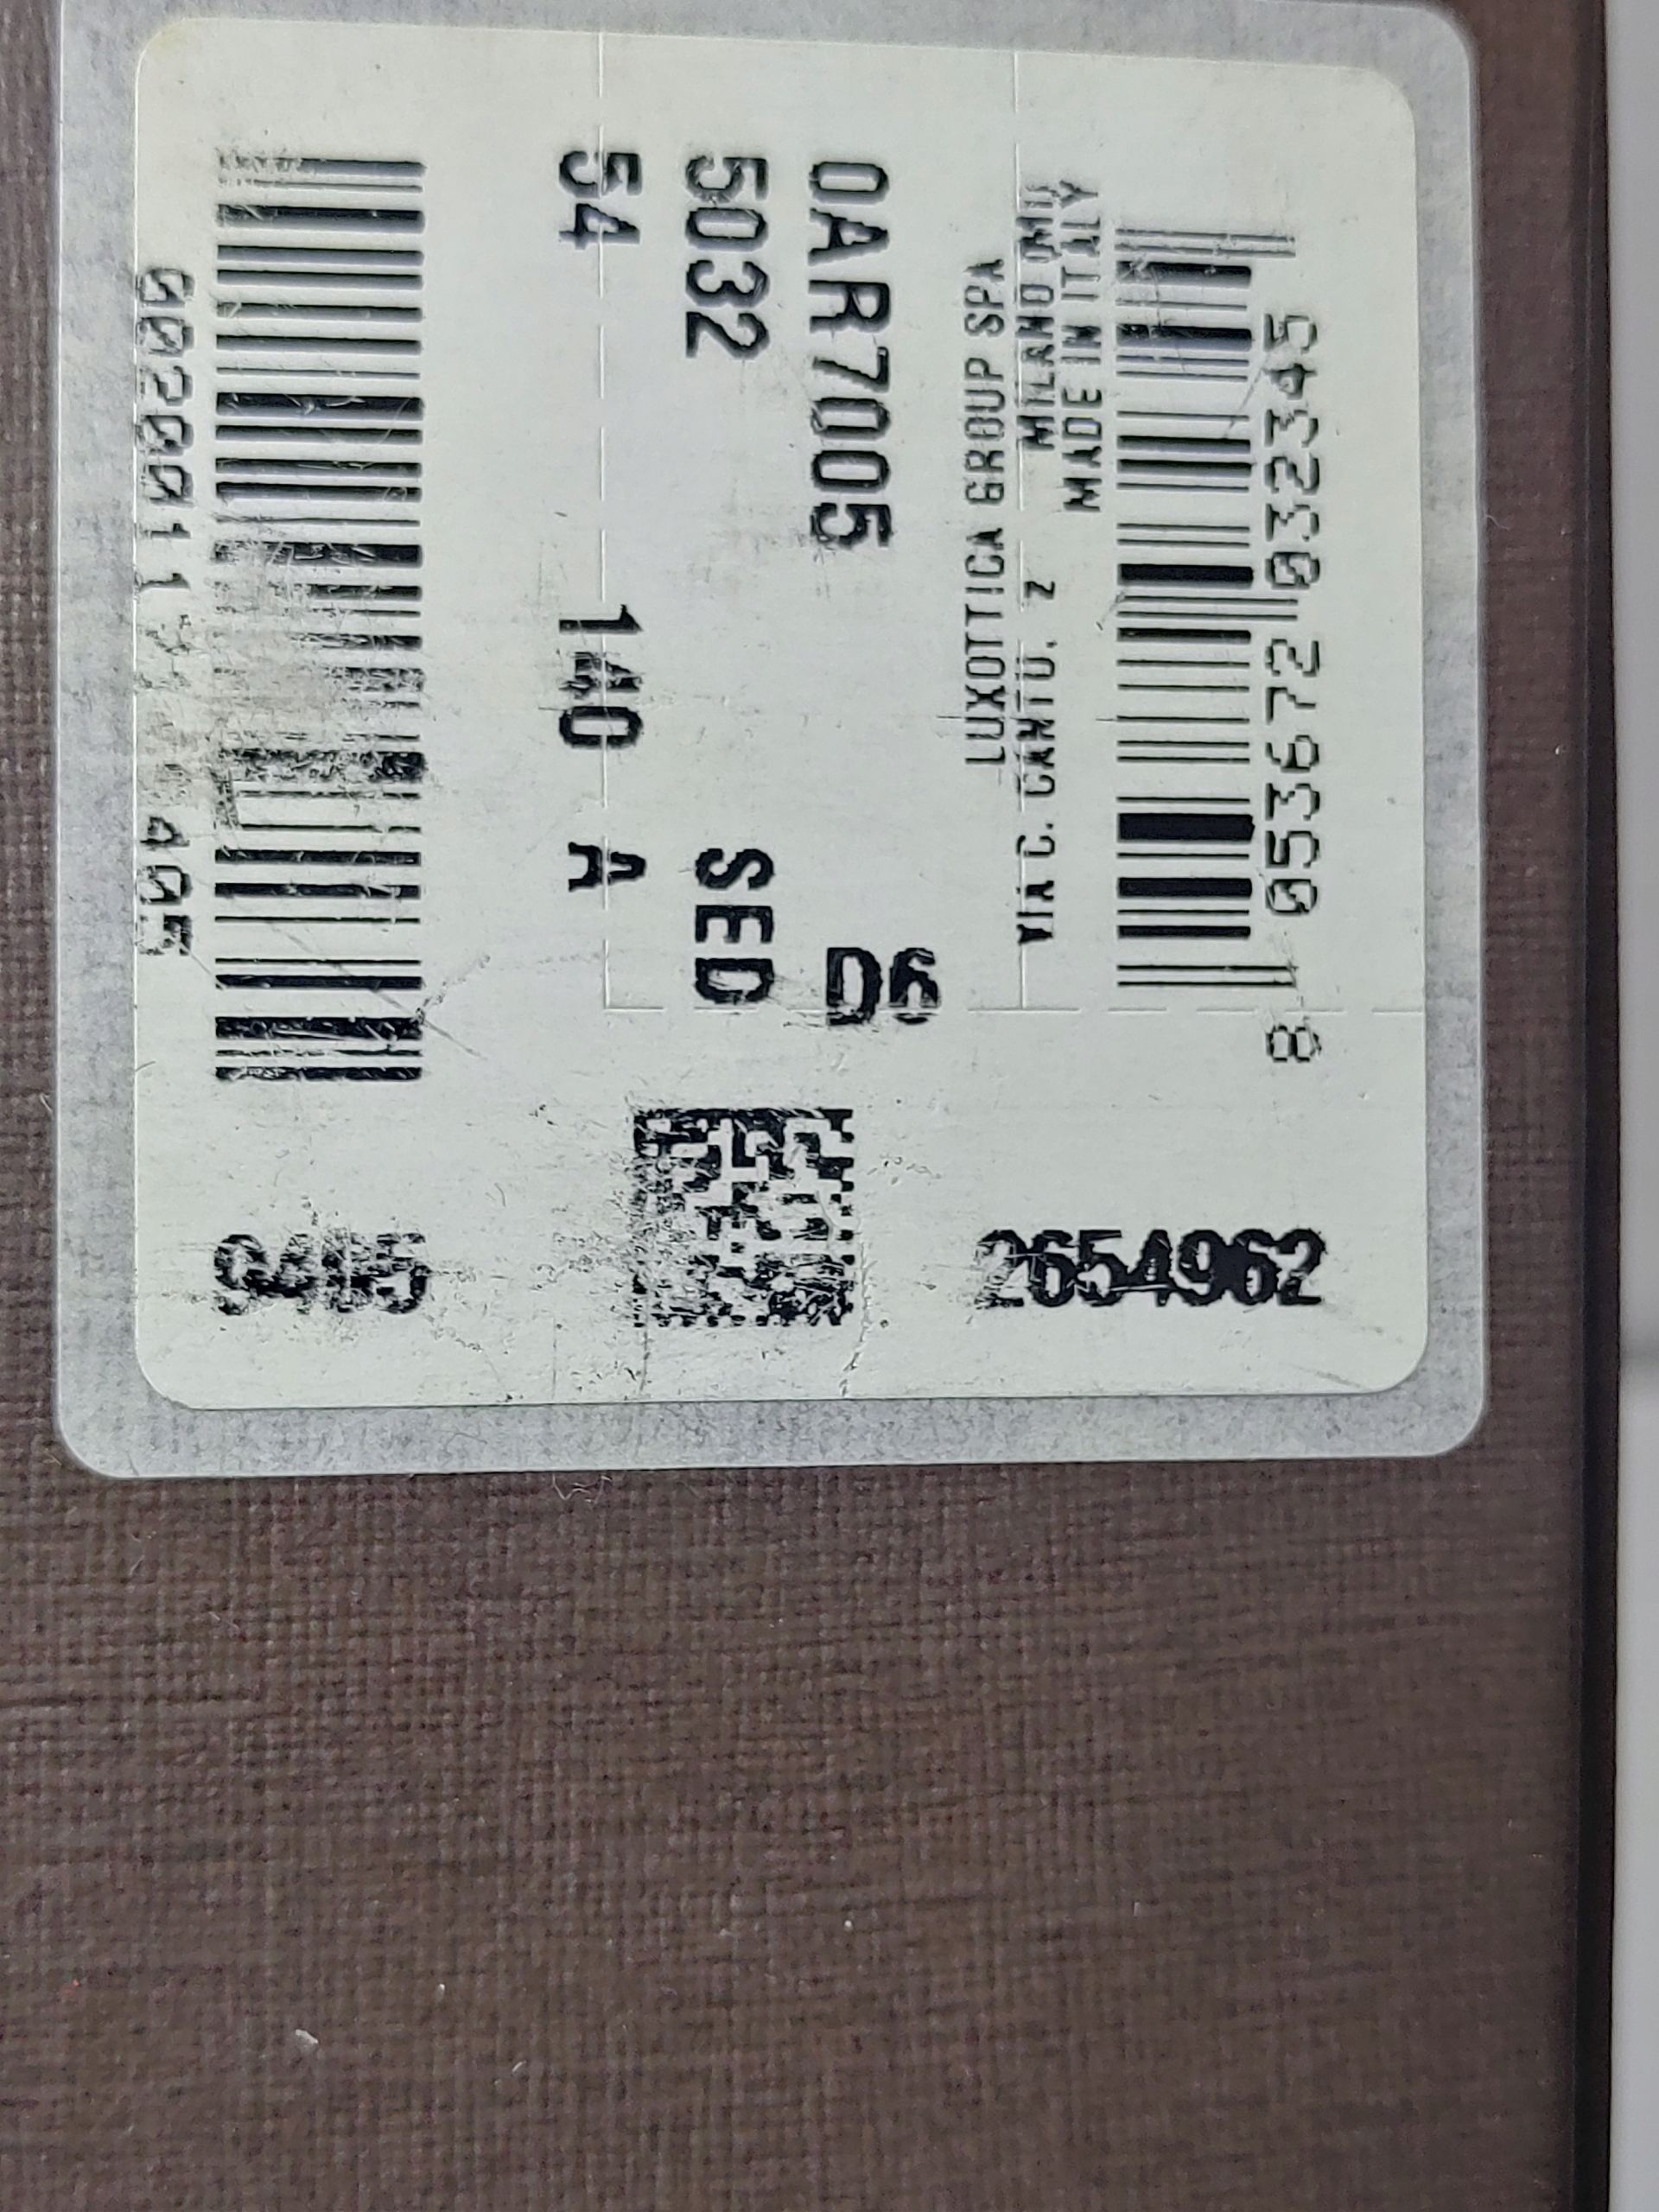 8 053672 032345
LUXOTTICA GROUP SPA
VIA C. CANTU, 2 MILANO
MADE IN ITALY
0AR7005 D6
5032 SED
54 140 A
2654962